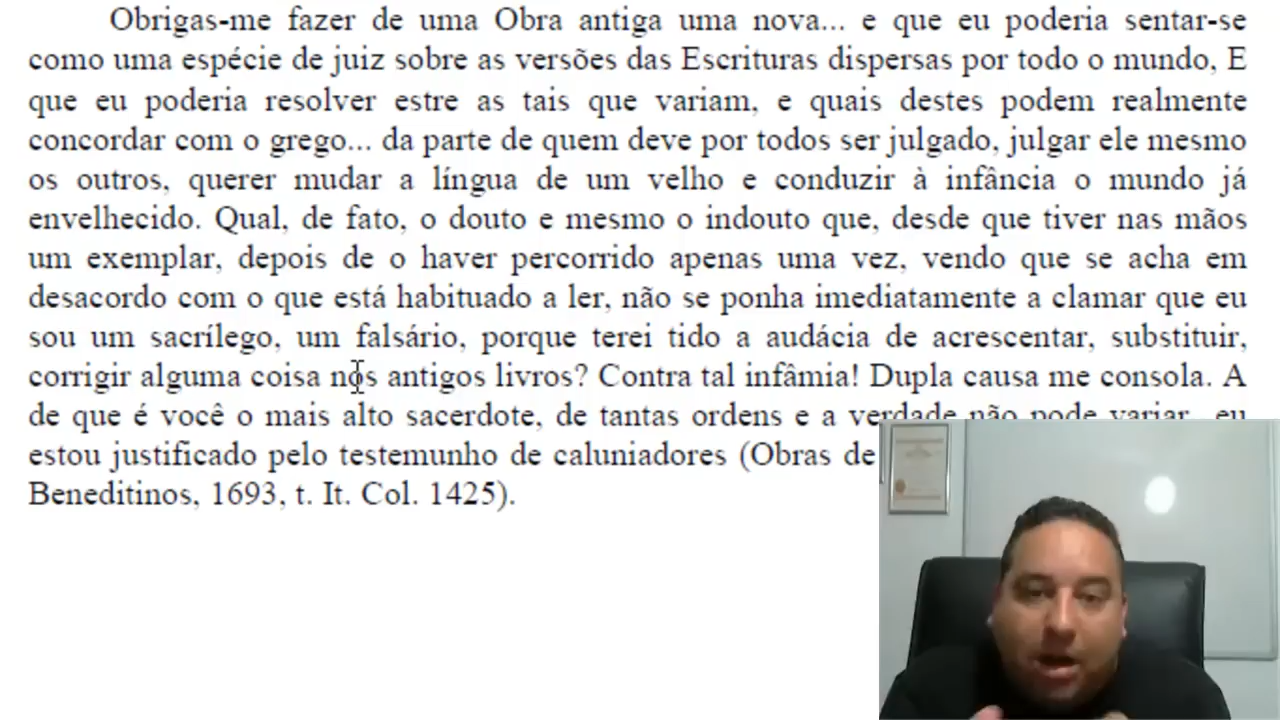 Obrigas-me fazer de uma Obra antiga uma nova... e que eu poderia sentar-se
como uma espécie de juiz sobre as versões das Escrituras dispersas por todo o mundo, E
que eu poderia resolver estre as tais que variam, e quais destes podem realmente
concordar com o grego... da parte de quem deve por todos ser julgado, julgar ele mesmo
os outros, querer mudar a língua de um velho e conduzir à infância o mundo já
envelhecido. Qual, de fato, o douto e mesmo o indouto que, desde que tiver nas mãos
um exemplar, depois de o haver percorrido apenas uma vez, vendo que se acha em
desacordo com o que está habituado a ler, não se ponha imediatamente a clamar que eu
sou um sacrílego, um falsário, porque terei tido a audácia de acrescentar, substituir,
corrigir alguma coisa nos antigos livros? Contra tal infâmia! Dupla causa me consola. A
de que é você o mais alto sacerdote, de tantas ordens e a verdade não pode variar... eu
estou justificado pelo testemunho de caluniadores (Obras de
Beneditinos, 1693, t. It. Col. 1425).